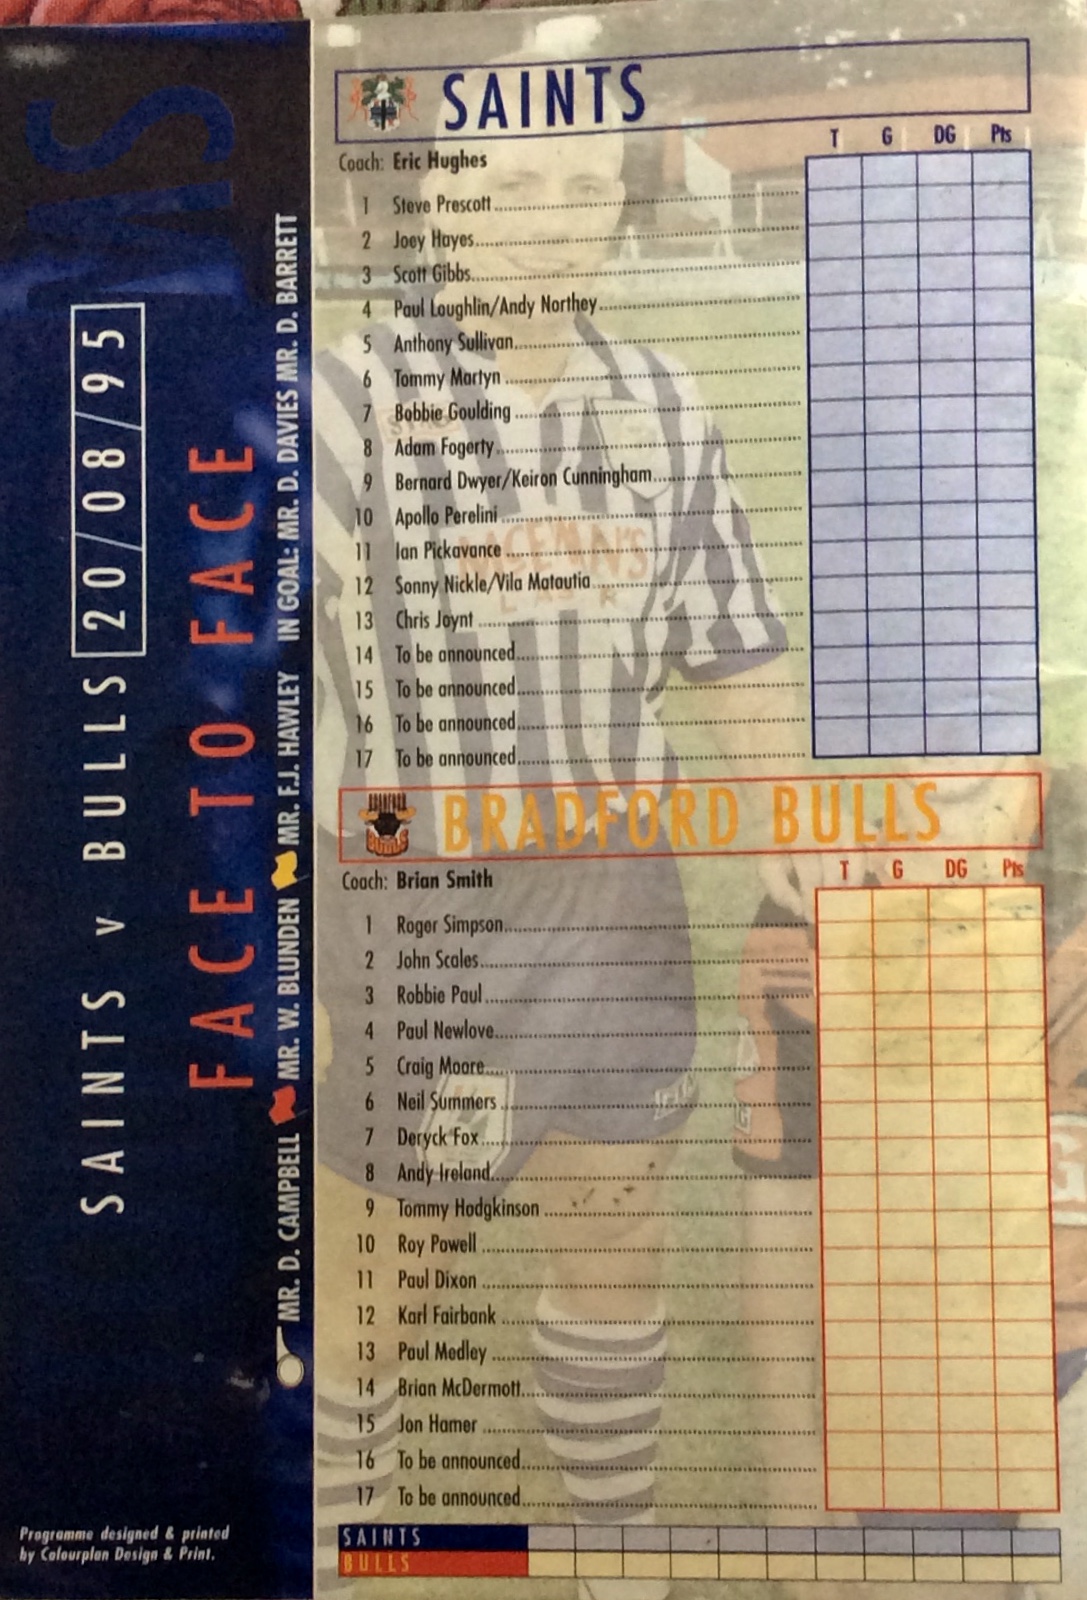 SAINTS v BULLS 20/08/95
FACE TO FACE
MR. D. CAMPBELL MR. W. BLUNDEN MR. F.J. HAWLEY IN GOAL: MR. D. DAVIES MR. D. BARRETT
Programme designed & printed
by Colourplan Design & Print.
SAINTS
T G DG Pts
Coach: Eric Hughes
1 Steve Prescott
2 Joey Hayes
3 Scott Gibbs
4 Paul Loughlin/Andy Northey
5 Anthony Sullivan
6 Tommy Martyn
7 Bobbie Goulding
8 Adam Fogerty
9 Bernard Dwyer/Keiron Cunningham
10 Apollo Perelini
11 Ian Pickavance
12 Sonny Nickle/Vila Matautia
13 Chris Joynt
14 To be announced
15 To be announced
16 To be announced
17 To be announced
BULLS
BRADFORD BULLS
T G DG Pts
Coach: Brian Smith
1 Roger Simpson
2 John Scales
3 Robbie Paul
4 Paul Newlove
5 Craig Moore
6 Neil Summers
7 Deryck Fox
8 Andy Ireland
9 Tommy Hodgkinson
10 Roy Powell
11 Paul Dixon
12 Karl Fairbank
13 Paul Medley
14 Brian McDermott
15 Jon Hamer
16 To be announced
17 To be announced
SAINTS
BULLS